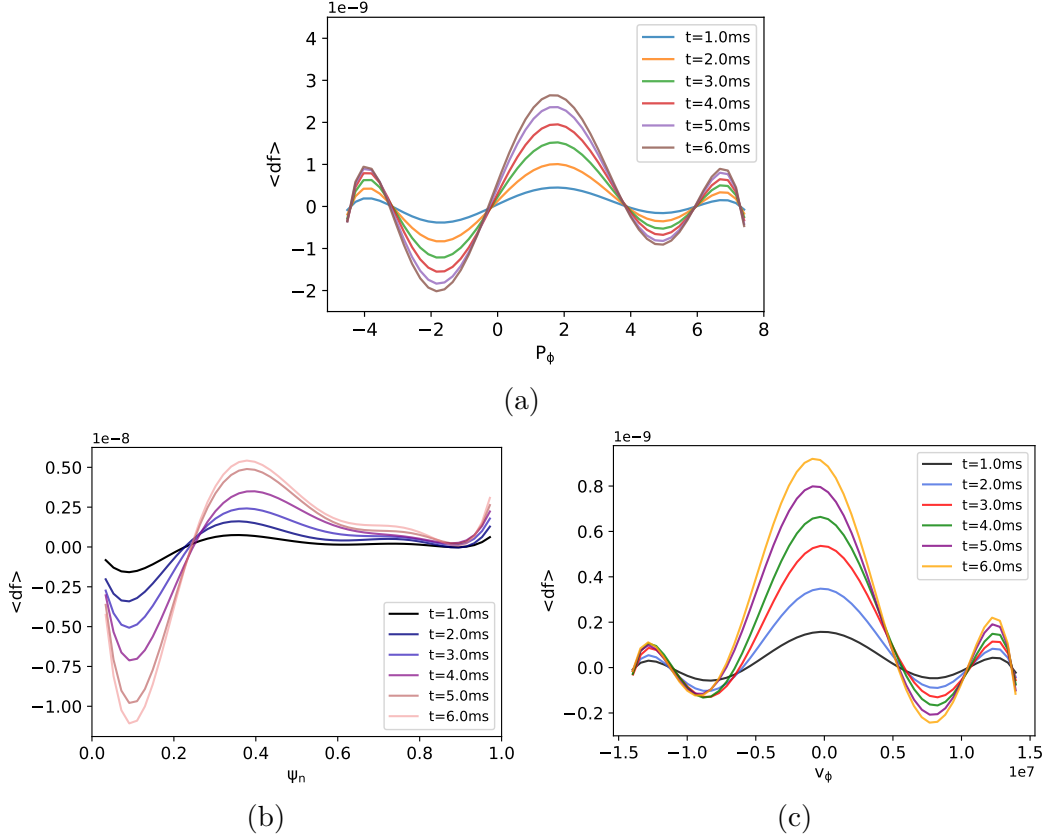 1e−9
4
3
2
1
0
−1
−2
<df>
−4 −2 0 2 4 6 8
P_ϕ
t=1.0ms
t=2.0ms
t=3.0ms
t=4.0ms
t=5.0ms
t=6.0ms
(a)
1e−8
0.50
0.25
0.00
−0.25
−0.50
−0.75
−1.00
<df>
0.0 0.2 0.4 0.6 0.8 1.0
ψ_n
t=1.0ms
t=2.0ms
t=3.0ms
t=4.0ms
t=5.0ms
t=6.0ms
(b)
1e−9
0.8
0.6
0.4
0.2
0.0
−0.2
<df>
−1.5 −1.0 −0.5 0.0 0.5 1.0 1.5
1e7
v_ϕ
t=1.0ms
t=2.0ms
t=3.0ms
t=4.0ms
t=5.0ms
t=6.0ms
(c)